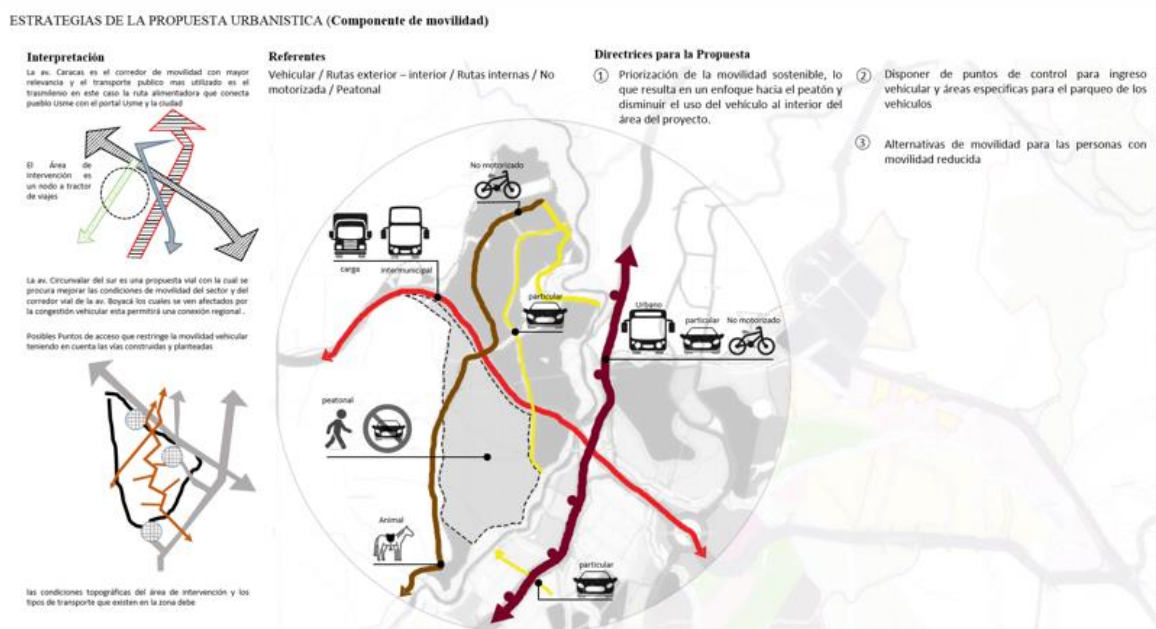 ESTRATEGIAS DE LA PROPUESTA URBANISTICA (Componente de movilidad)
Interpretación
La av. Caracas es el corredor de movilidad con mayor
relevancia y el transporte publico mas utilizado es el
trasmilenio en este caso la ruta alimentadora que conecta
pueblo Usme con el portal Usme y la ciudad
El Área de
Intervención es
un nodo a tractor
de viajes
La av. Circunvalar del sur es una propuesta vial con la cual se
procura mejorar las condiciones de movilidad del sector y del
corredor vial de la av. Boyacá los cuales se ven afectados por
la congestión vehicular esta permitirá una conexión regional .
Posibles Puntos de acceso que restringe la movilidad vehicular
teniendo en cuenta las vías construidas y planteadas
las condiciones topográficas del área de intervención y los
tipos de transporte que existen en la zona debe
Referentes
Vehicular / Rutas exterior – interior / Rutas internas / No
motorizada / Peatonal
No motorizado
carga
intermunicipal
particular
Urbano
particular
No motorizado
peatonal
Animal
particular
Directrices para la Propuesta
1 Priorización de la movilidad sostenible, lo
que resulta en un enfoque hacia el peatón y
disminuir el uso del vehículo al interior del
área del proyecto.
2 Disponer de puntos de control para ingreso
vehicular y áreas especificas para el parqueo de los
vehículos
3 Alternativas de movilidad para las personas con
movilidad reducida